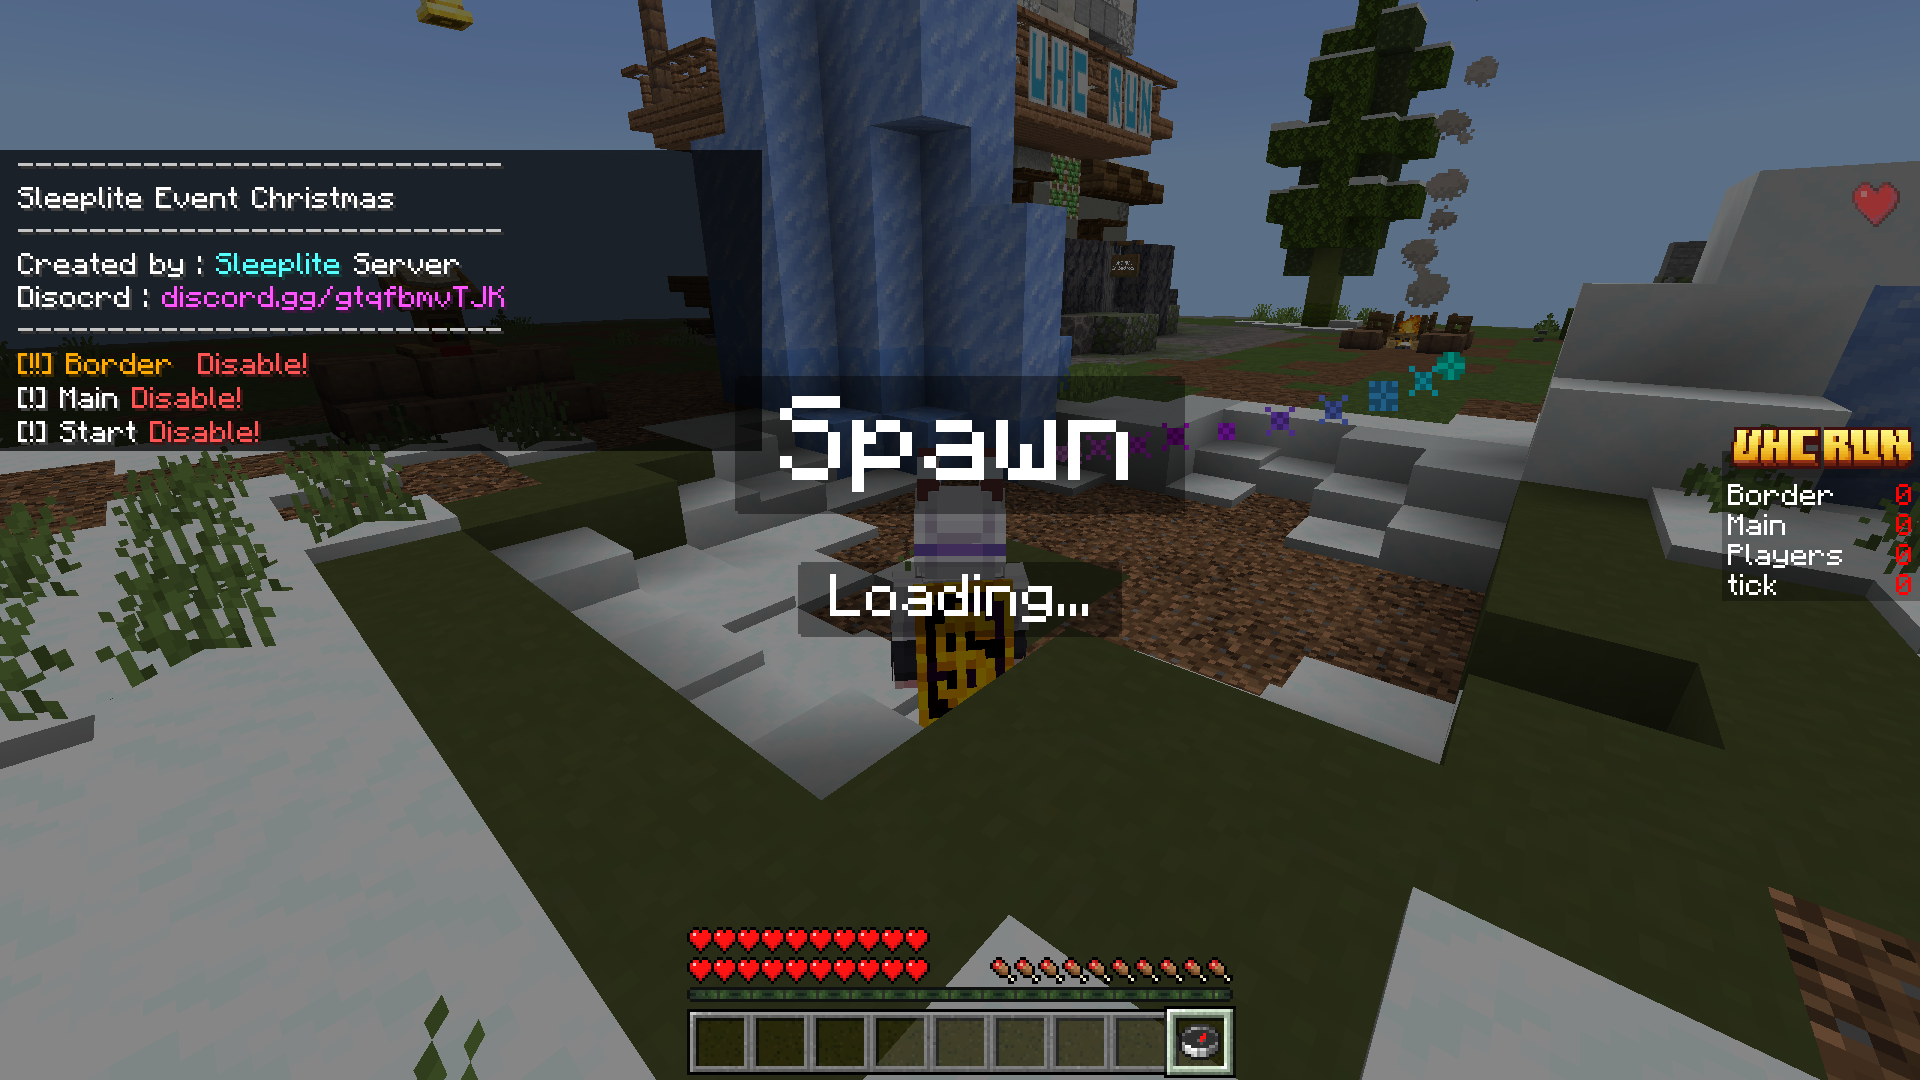 UHC RUN
----------------------------
Sleeplite Event Christmas
----------------------------
Created by : Sleeplite Server
Disocrd : discord.gg/gtqfbmvTJK
----------------------------
[!!] Border Disable!
[!] Main Disable!
[!] Start Disable!
Spawn
Loading...
UHC RUN
Border 0
Main 0
Players 0
tick 0